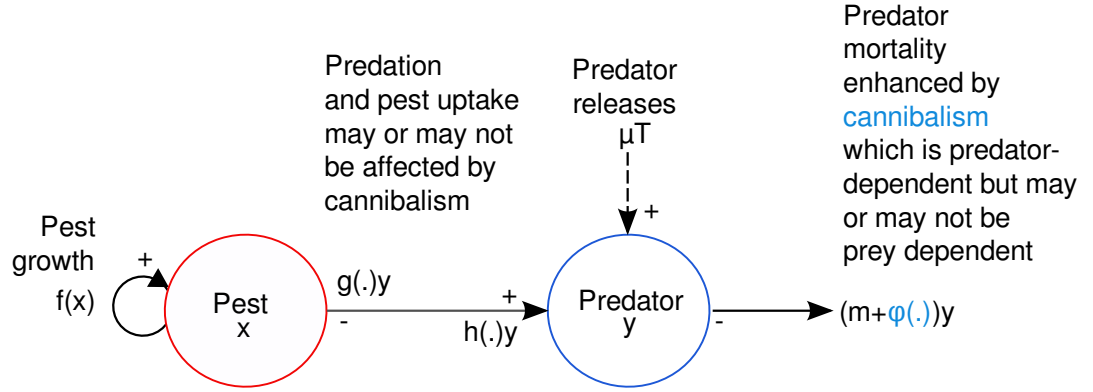 Pest
growth
f(x)
+
Pest
x
Predation
and pest uptake
may or may not
be affected by
cannibalism
g(.)y
-
+
h(.)y
Predator
releases
μT
+
Predator
y
-
Predator
mortality
enhanced by
cannibalism
which is predator-
dependent but may
or may not be
prey dependent
(m+φ(.))y